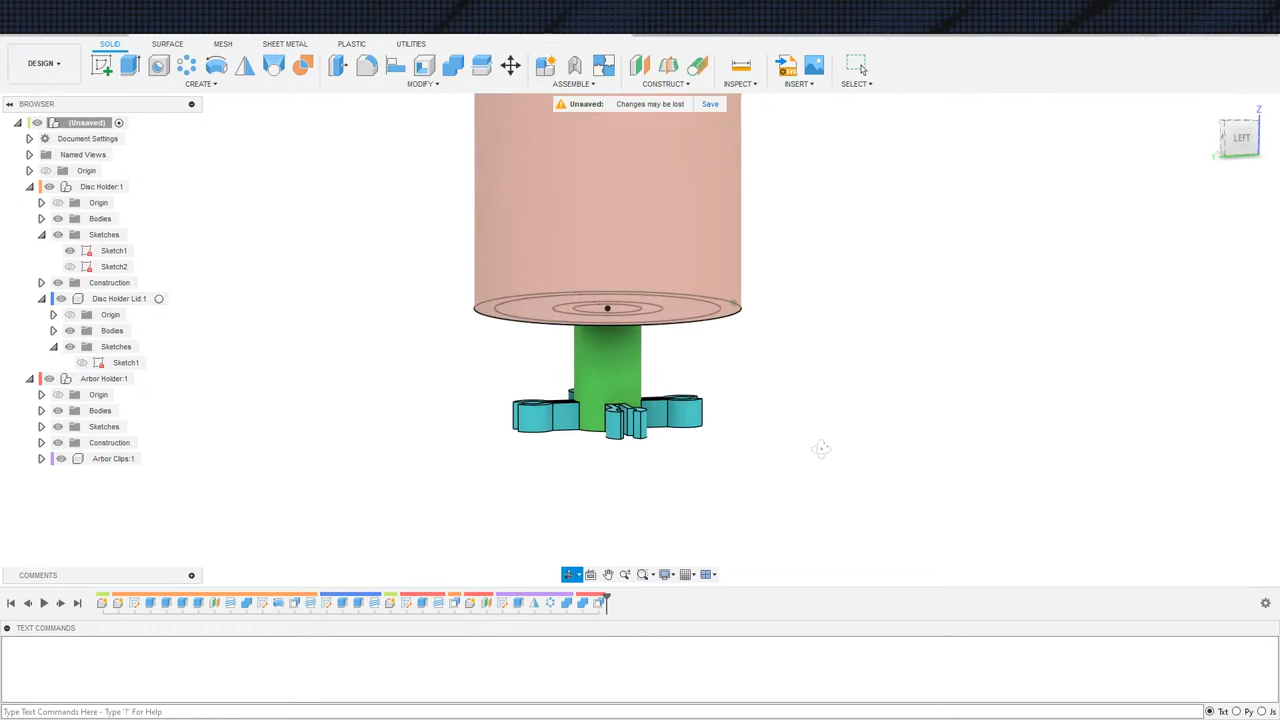 SOLID SURFACE MESH SHEET METAL PLASTIC UTILITIES
DESIGN
CREATE MODIFY ASSEMBLE CONSTRUCT INSPECT INSERT SELECT
BROWSER
Unsaved: Changes may be lost Save
(Unsaved)
Document Settings
Named Views
Origin
Disc Holder:1
Origin
Bodies
Sketches
Sketch1
Sketch2
Construction
Disc Holder Lid:1
Origin
Bodies
Sketches
Sketch1
Arbor Holder:1
Origin
Bodies
Sketches
Construction
Arbor Clips:1
Z
LEFT
Y
COMMENTS
TEXT COMMANDS
Type Text Commands Here - Type '?' For Help
Txt Py Js